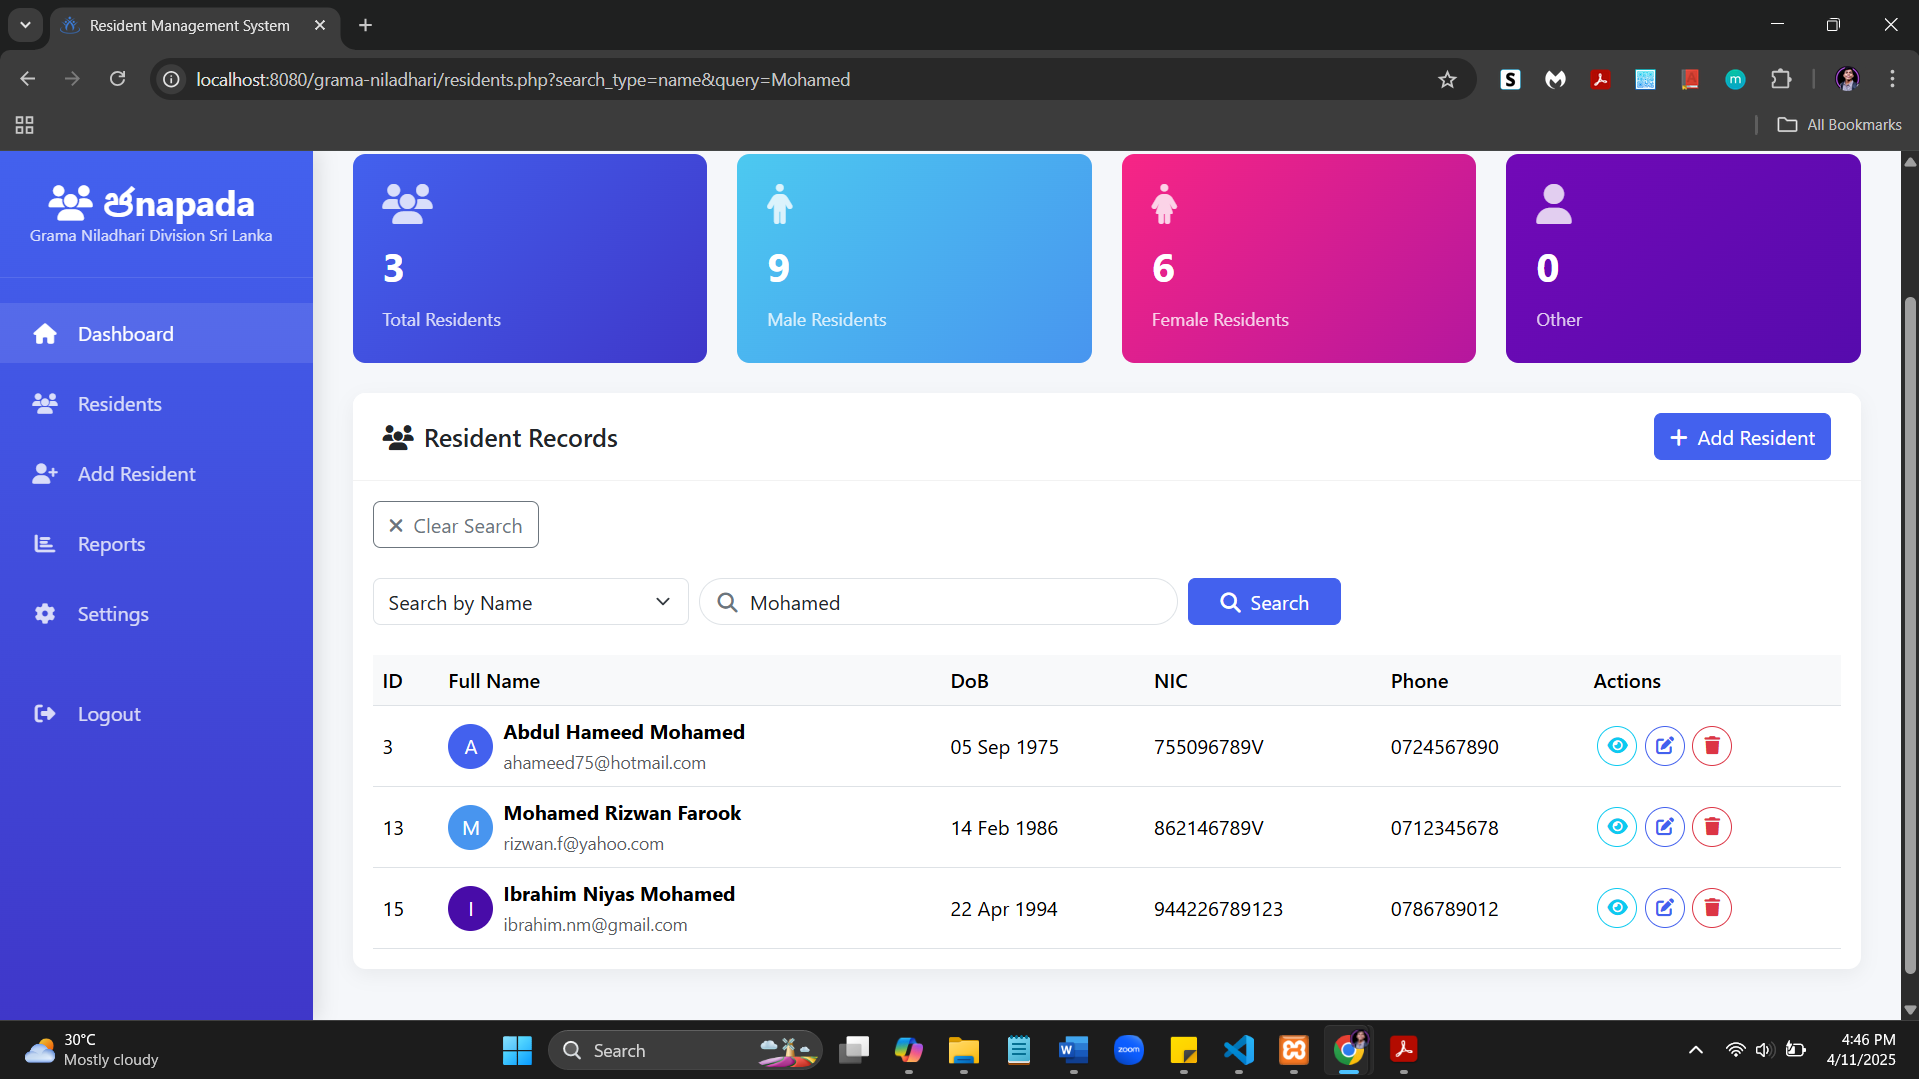 Resident Management System
localhost:8080/grama-niladhari/residents.php?search_type=name&query=Mohamed
S
m
All Bookmarks
ජnapada
Grama Niladhari Division Sri Lanka
Dashboard
Residents
Add Resident
Reports
Settings
Logout
3
Total Residents
9
Male Residents
6
Female Residents
0
Other
Resident Records
+ Add Resident
Clear Search
Search by Name
Mohamed
Search
ID Full Name DoB NIC Phone Actions
3 A Abdul Hameed Mohamed 05 Sep 1975 755096789V 0724567890
ahameed75@hotmail.com
13 M Mohamed Rizwan Farook 14 Feb 1986 862146789V 0712345678
rizwan.f@yahoo.com
15 I Ibrahim Niyas Mohamed 22 Apr 1994 944226789123 0786789012
ibrahim.nm@gmail.com
30°C
Mostly cloudy
Search
W
zoom
4:46 PM
4/11/2025